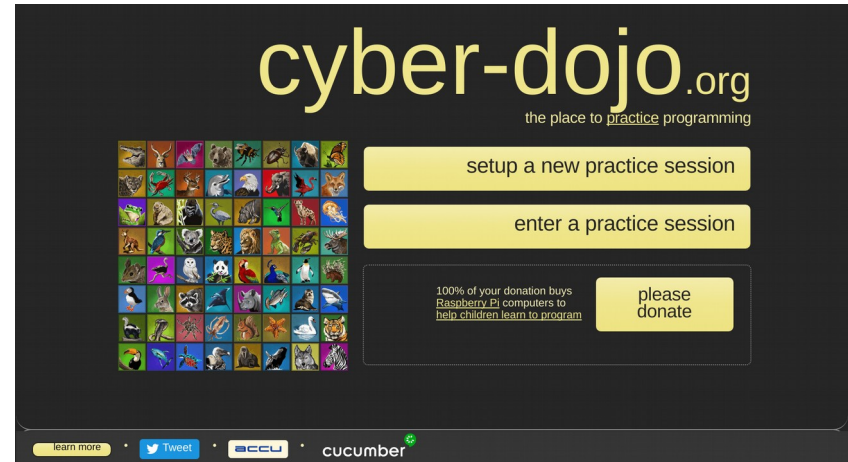 cyber-dojo.org
the place to practice programming
setup a new practice session
enter a practice session
100% of your donation buys
Raspberry Pi computers to
help children learn to program
please
donate
learn more
Tweet
accu
cucumber